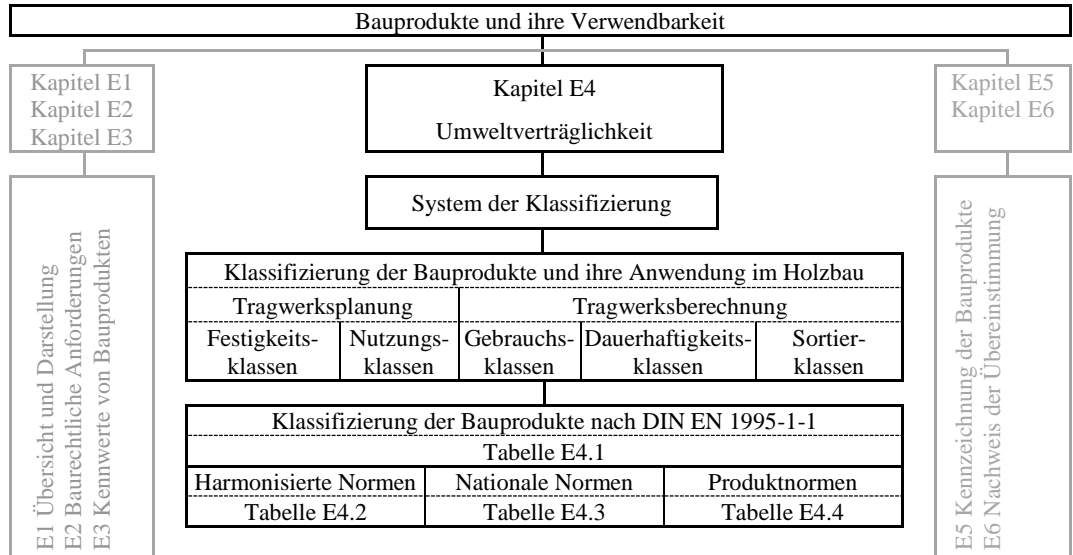 Bauprodukte und ihre Verwendbarkeit
Kapitel E1
Kapitel E2
Kapitel E3
Kapitel E4
Umweltverträglichkeit
Kapitel E5
Kapitel E6
E1 Übersicht und Darstellung
E2 Baurechtliche Anforderungen
E3 Kennwerte von Bauprodukten
System der Klassifizierung
Klassifizierung der Bauprodukte und ihre Anwendung im Holzbau
Tragwerksplanung
Tragwerksberechnung
Festigkeits-
klassen
Nutzungs-
klassen
Gebrauchs-
klassen
Dauerhaftigkeits-
klassen
Sortier-
klassen
Klassifizierung der Bauprodukte nach DIN EN 1995-1-1
Tabelle E4.1
Harmonisierte Normen
Nationale Normen
Produktnormen
Tabelle E4.2
Tabelle E4.3
Tabelle E4.4
E5 Kennzeichnung der Bauprodukte
E6 Nachweis der Übereinstimmung